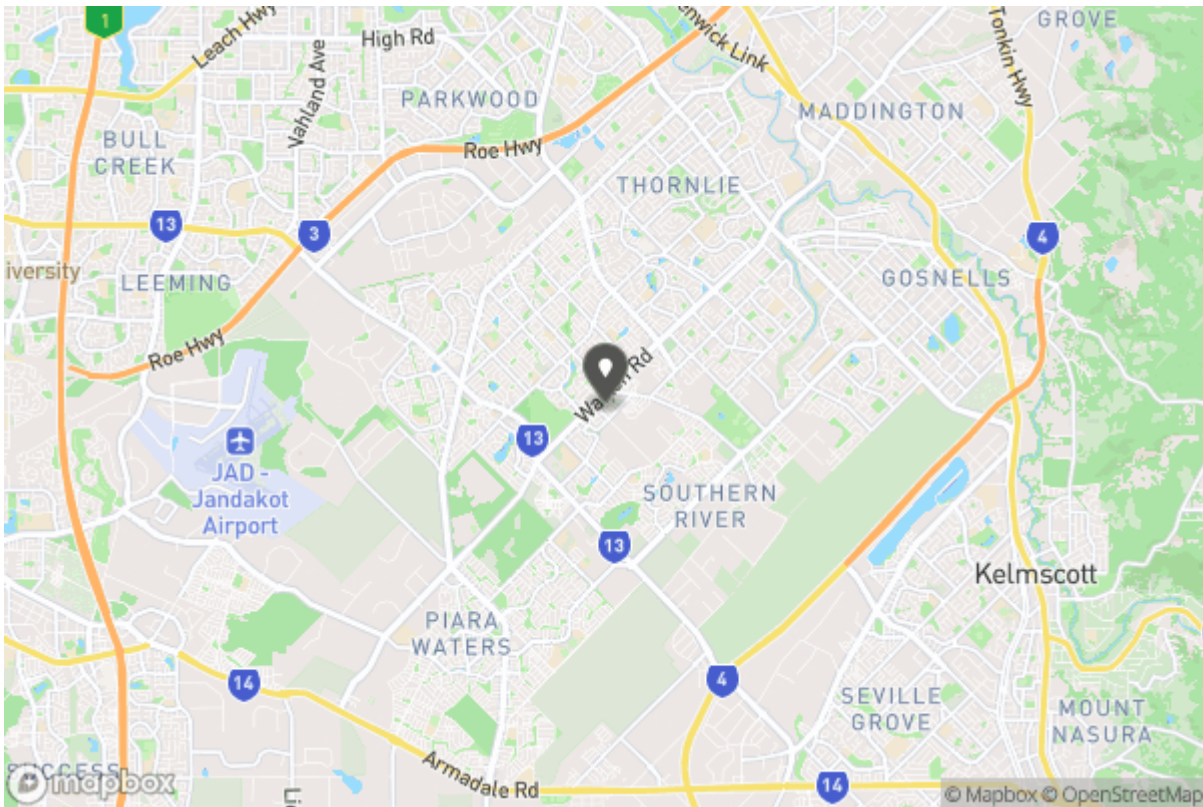 1
Leach Hwy
High Rd
Link
Tonkin Hwy
GROVE
Vahland Ave
PARKWOOD
MADDINGTON
BULL
CREEK
Roe Hwy
THORNLIE
13
3
4
iversity
LEEMING
GOSNELLS
Roe Hwy
Rd
13
JAD -
Jandakot
Airport
SOUTHERN
RIVER
13
Kelmscott
PIARA
WATERS
14
4
SEVILLE
GROVE
MOUNT
NASURA
Armadale Rd
SUCCESS
mapbox
14
© Mapbox © OpenStreetMap